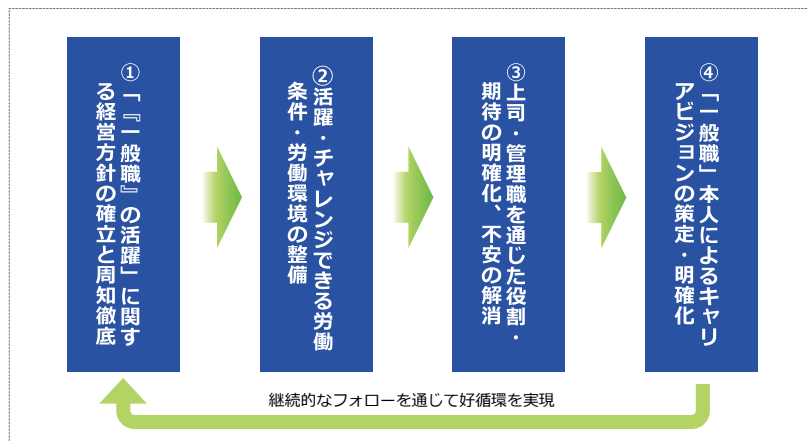 ①「『一般職』の活躍」に関す
る経営方針の確立と周知徹底
②活躍・チャレンジできる労働
条件・労働環境の整備
③上司・管理職を通じた役割・
期待の明確化、不安の解消
④「一般職」本人によるキャリ
アビジョンの策定・明確化
継続的なフォローを通じて好循環を実現